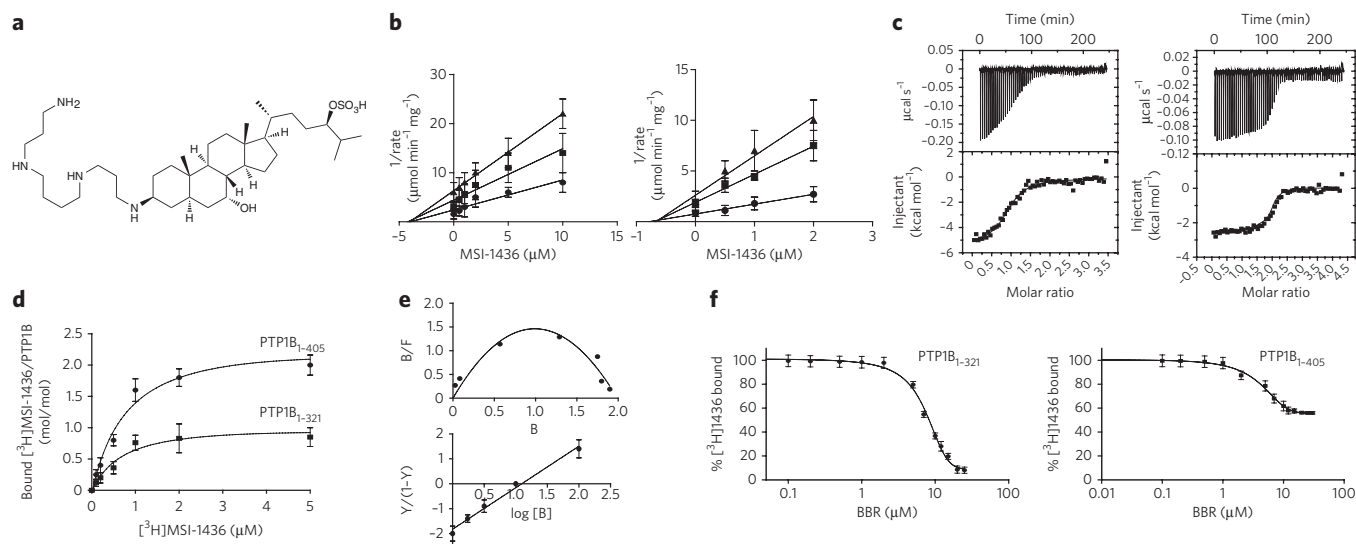 a
NH2
HN
HN
N
H
H
H
H
H
H
OH
OSO₃H
b
30
20
10
1/rate
(μmol min⁻¹ mg⁻¹)
−5 0 5 10 15
MSI-1436 (μM)
15
10
5
1/rate
(μmol min⁻¹ mg⁻¹)
−1 0 1 2 3
MSI-1436 (μM)
c
Time (min)
0 100 200
0.05
0
−0.05
−0.10
−0.15
−0.20
μcal s⁻¹
2
0
−2
−4
−6
Injectant
(kcal mol⁻¹)
0 0.5 1.0 1.5 2.0 2.5 3.0 3.5
Molar ratio
Time (min)
0 100 200
0.02
0
−0.02
−0.04
−0.06
−0.08
−0.10
−0.12
μcal s⁻¹
0
−2
−4
Injectant
(kcal mol⁻¹)
−0.5 0 0.5 1.0 1.5 2.0 2.5 3.0 3.5 4.0 4.5
Molar ratio
d
Bound [³H]MSI-1436/PTP1B
(mol/mol)
2.5
2.0
1.5
1.0
0.5
0
PTP1B₁₋₄₀₅
PTP1B₁₋₃₂₁
0 1 2 3 4 5
[³H]MSI-1436 (μM)
e
2.0
1.5
1.0
0.5
0
B/F
0 0.5 1.0 1.5 2.0
B
2
1
0
−1
−2
Y/(1−Y)
0.5 1.0 1.5 2.0 2.5
log [B]
f
% [³H]1436 bound
100
80
60
40
20
0
PTP1B₁₋₃₂₁
0.1 1 10 100
BBR (μM)
% [³H]1436 bound
100
80
60
40
20
0
PTP1B₁₋₄₀₅
0.01 0.1 1 10 100
BBR (μM)